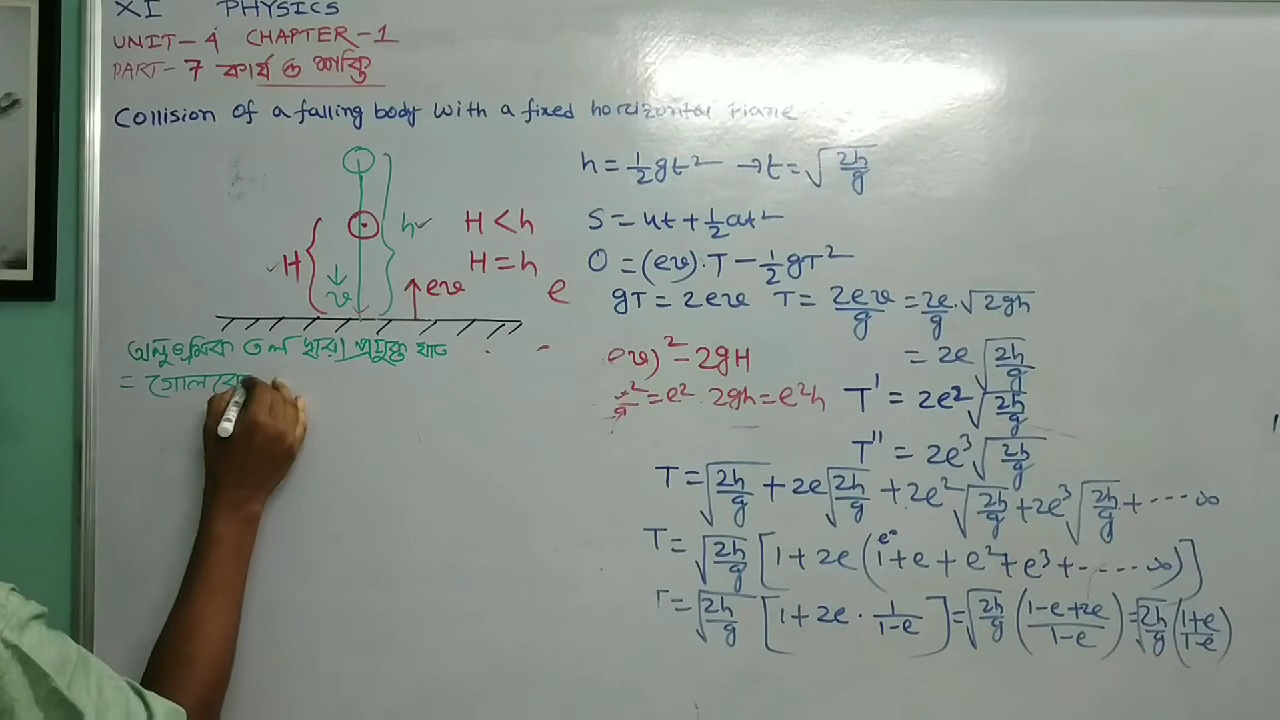 XI PHYSICS
UNIT-4 CHAPTER-1
PART-7 কার্য ও শক্তি
Collision of a falling body with a fixed horizontal Plane
h
H < h
H
H = h
v
ev
e
অনুভূমিক তল দ্বারা প্রযুক্ত ঘাত
= গোলকের
h = ½gt² → t = √(2h/g)
S = ut + ½at²
0 = (ev).T − ½gT²
gT = 2ev T = 2ev/g = 2e/g . √2gh
= 2e √(2h/g)
ev)² − 2gH
= e² . 2gh = e²h
T' = 2e² √(2h/g)
T'' = 2e³ √(2h/g)
T = √(2h/g) + 2e √(2h/g) + 2e² √(2h/g) + 2e³ √(2h/g) + ---- ∞
T = √(2h/g) [1 + 2e (1 + e + e² + e³ + ----- ∞)]
e⁰
T = √(2h/g) [1 + 2e . 1/(1−e)] = √(2h/g) ((1−e+2e)/(1−e)) = √(2h/g) ((1+e)/(1−e))